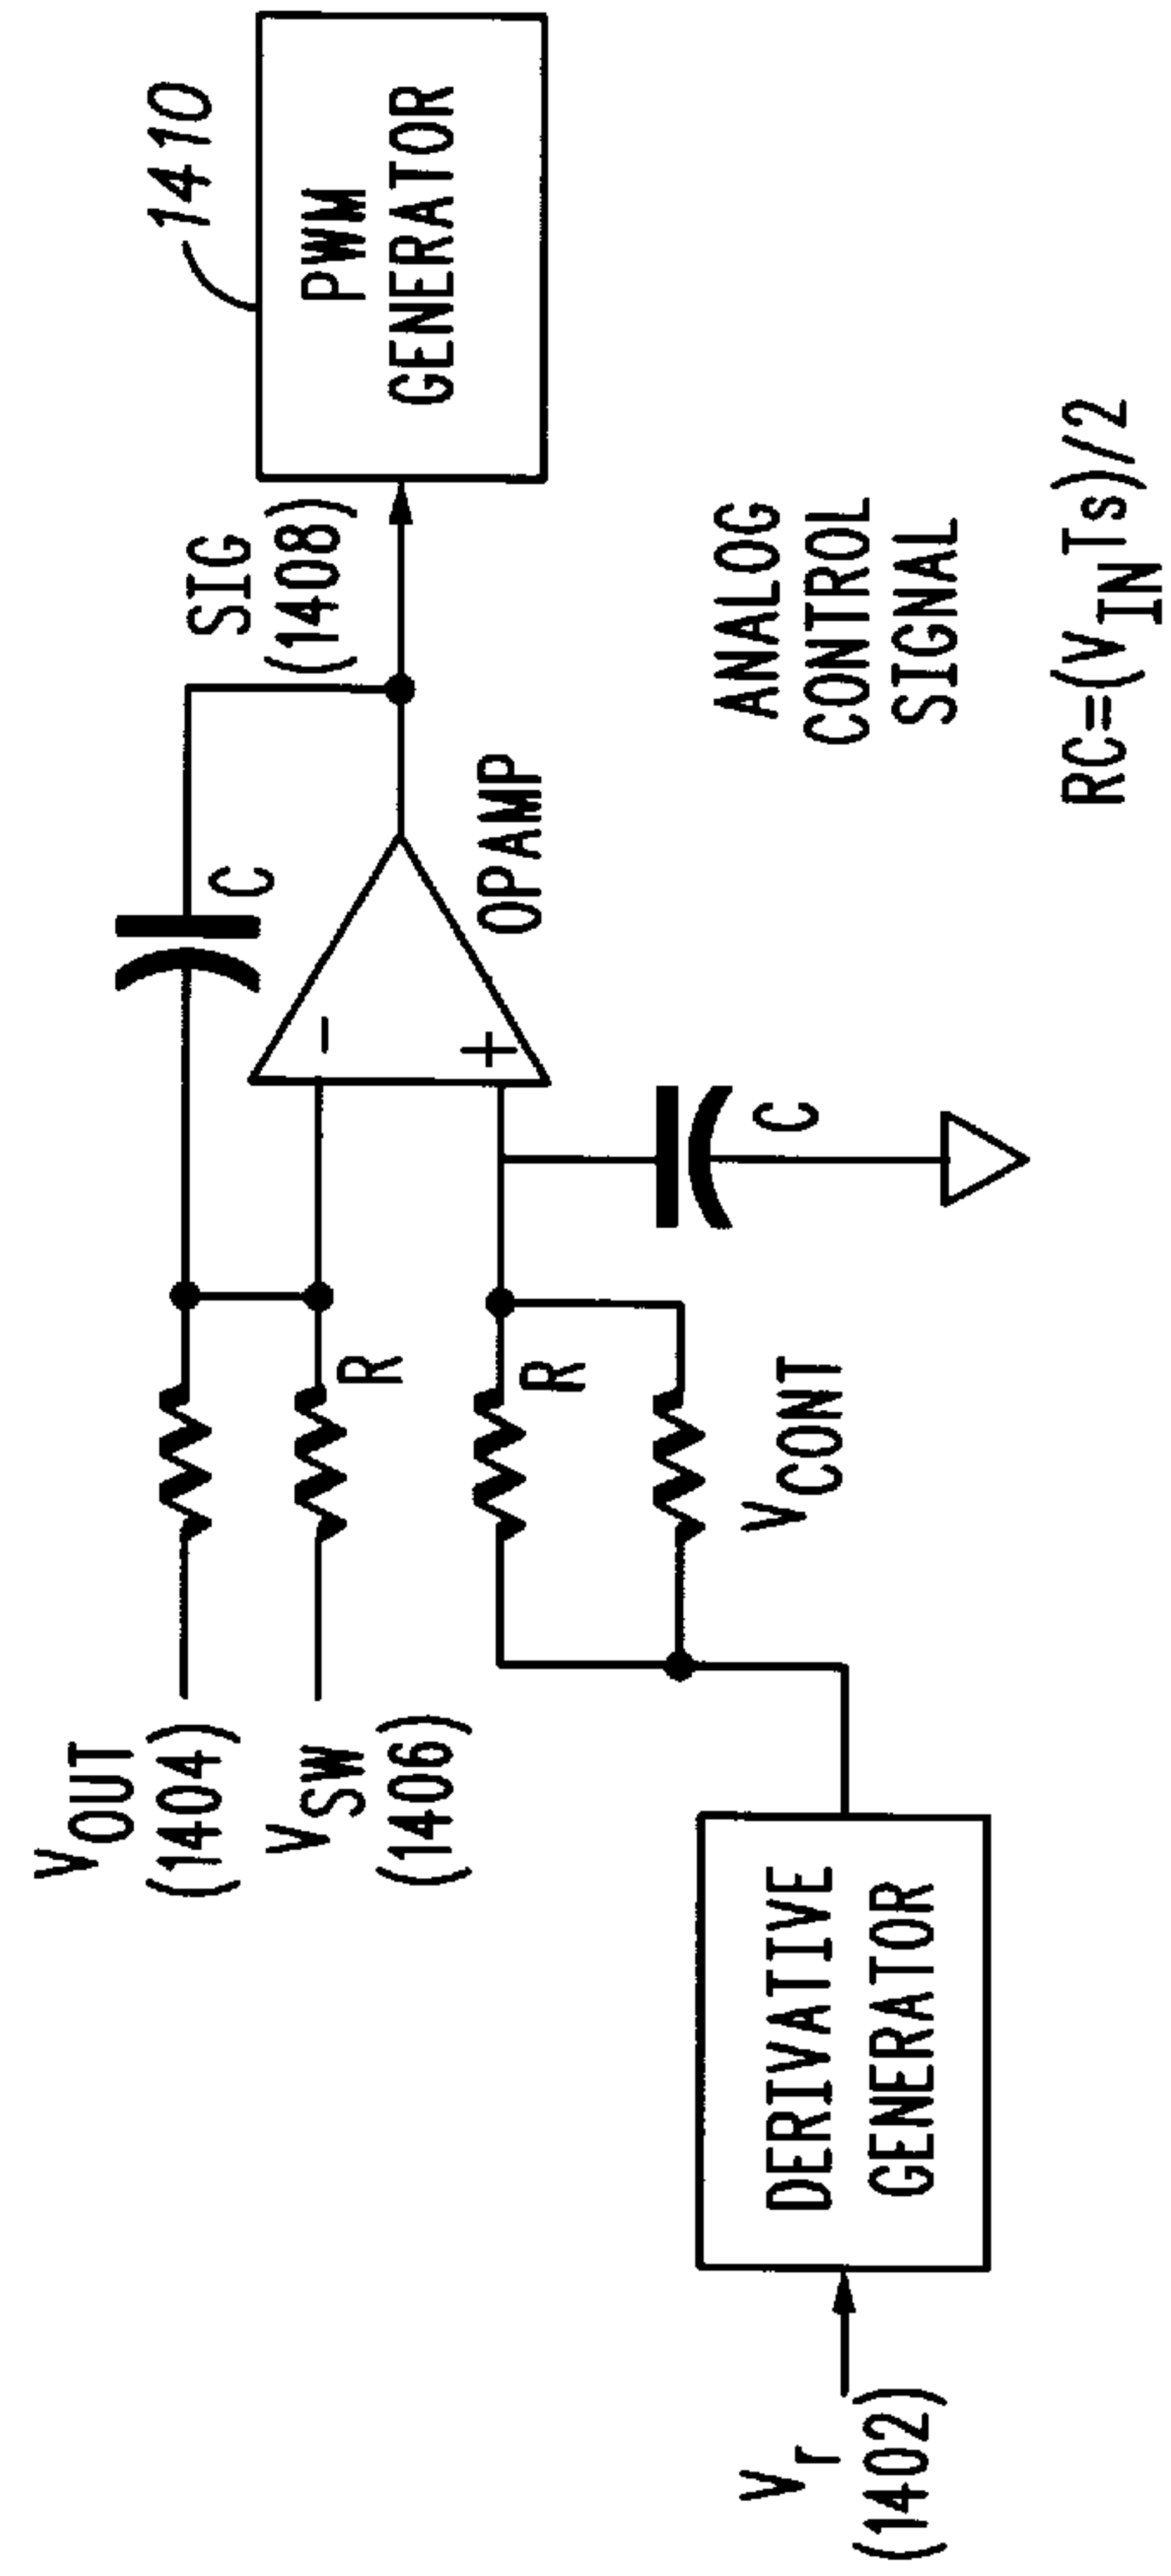 1410
PWM
GENERATOR
SIG
(1408)
C
OPAMP
-
+
V_OUT
(1404)
V_SW
(1406)
R
R
C
V_CONT
ANALOG
CONTROL
SIGNAL
DERIVATIVE
GENERATOR
V_r
(1402)
RC=(V_IN Ts)/2